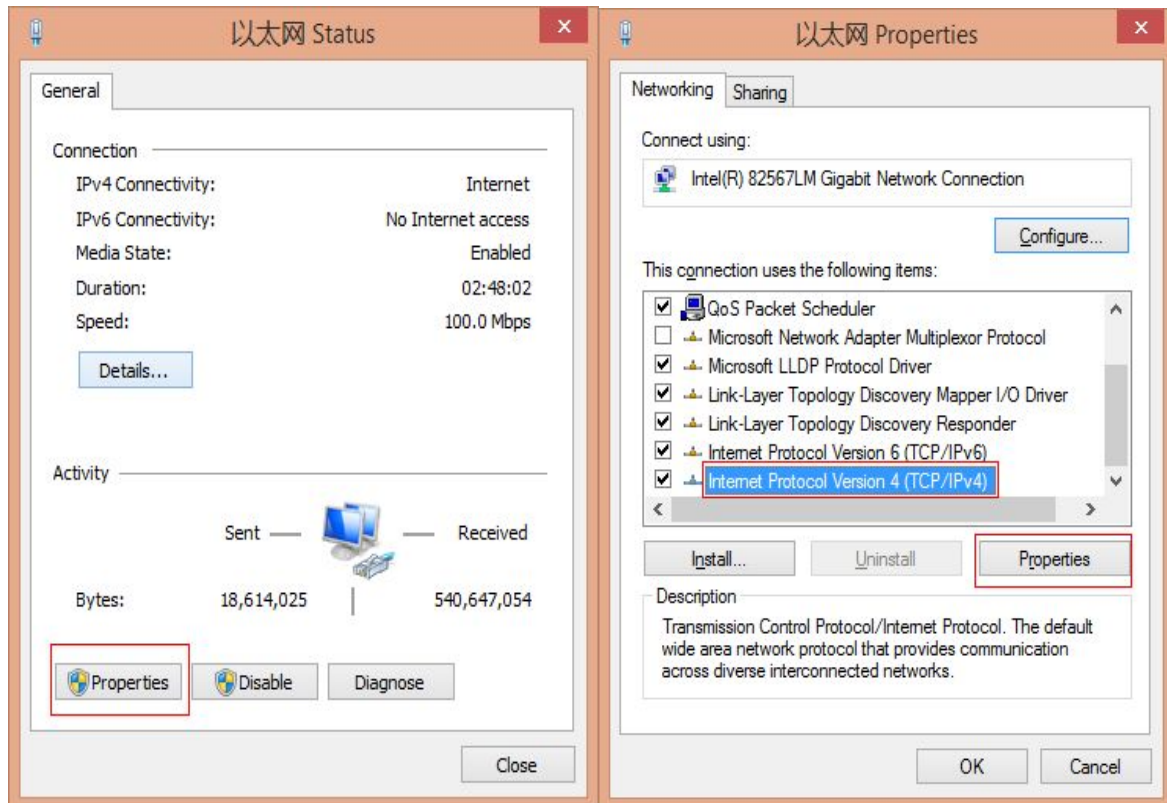 以太网 Status
General
Connection
IPv4 Connectivity: Internet
IPv6 Connectivity: No Internet access
Media State: Enabled
Duration: 02:48:02
Speed: 100.0 Mbps
Details...
Activity
Sent Received
Bytes: 18,614,025 540,647,054
Properties Disable Diagnose
Close
以太网 Properties
Networking Sharing
Connect using:
Intel(R) 82567LM Gigabit Network Connection
Configure...
This connection uses the following items:
QoS Packet Scheduler
Microsoft Network Adapter Multiplexor Protocol
Microsoft LLDP Protocol Driver
Link-Layer Topology Discovery Mapper I/O Driver
Link-Layer Topology Discovery Responder
Internet Protocol Version 6 (TCP/IPv6)
Internet Protocol Version 4 (TCP/IPv4)
Install... Uninstall Properties
Description
Transmission Control Protocol/Internet Protocol. The default
wide area network protocol that provides communication
across diverse interconnected networks.
OK Cancel